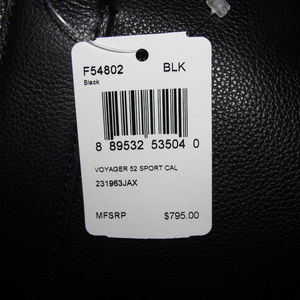 F54802 BLK
Black
8 89532 53504 0
VOYAGER 52 SPORT CAL
231963JAX
MFSRP $795.00